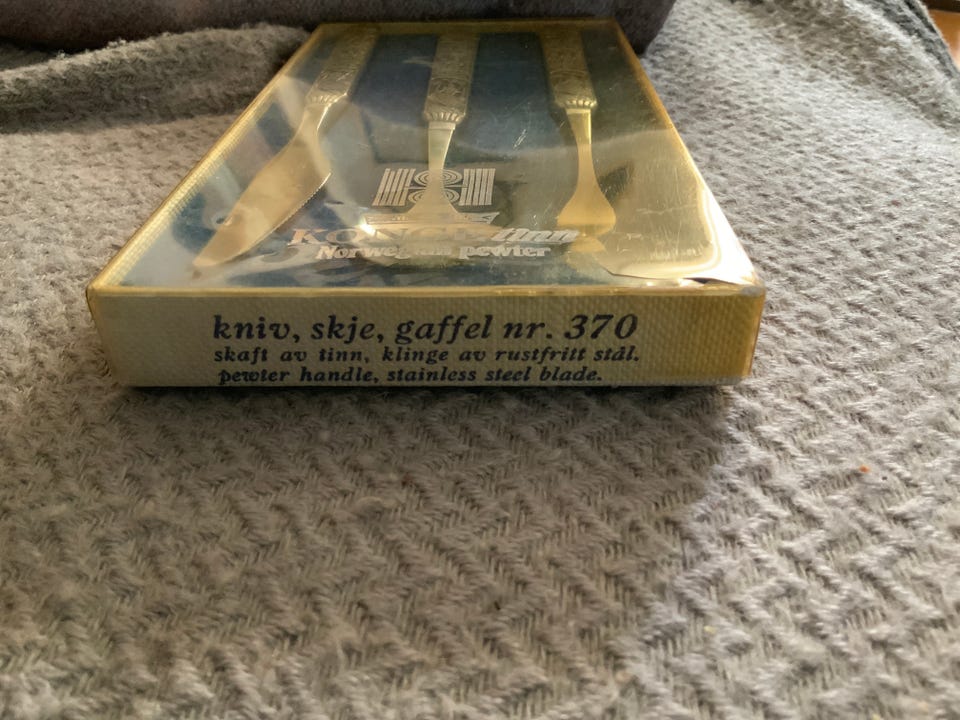 KONGE tinn
Norwegian pewter
kniv, skje, gaffel nr. 370
skaft av tinn, klinge av rustfritt stål.
pewter handle, stainless steel blade.